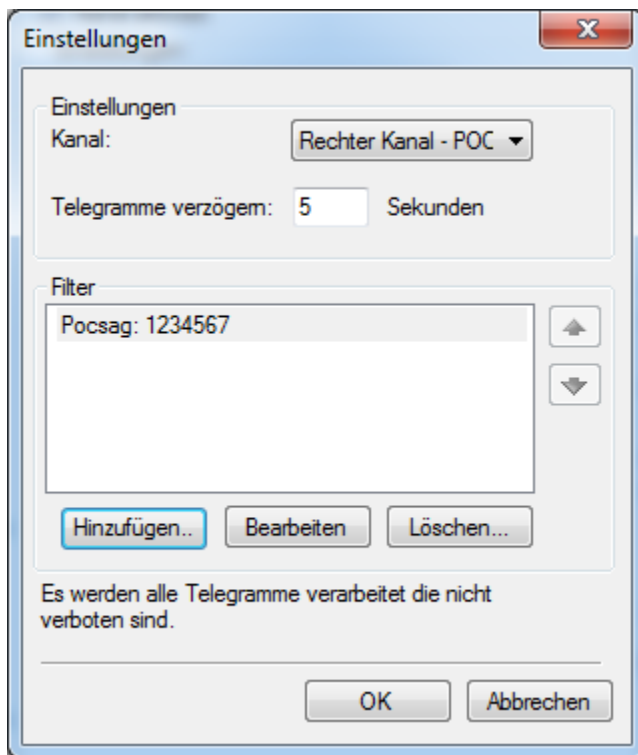 Einstellungen
Einstellungen
Kanal: Rechter Kanal - POC
Telegramme verzögern: 5 Sekunden
Filter
Pocsag: 1234567
Hinzufügen.. Bearbeiten Löschen...
Es werden alle Telegramme verarbeitet die nicht
verboten sind.
OK Abbrechen